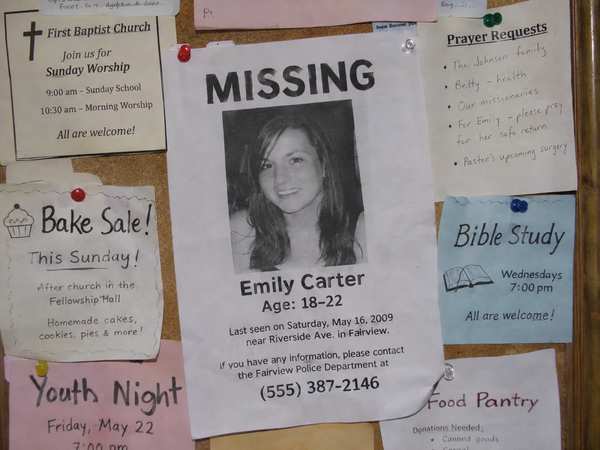 First Baptist Church
Join us for
Sunday Worship
9:00 am – Sunday School
10:30 am – Morning Worship
All are welcome!
Bake Sale!
This Sunday!
After church in the
Fellowship Hall
Homemade cakes,
cookies, pies & more!
Youth Night
Friday, May 22
7:00 pm
MISSING
Emily Carter
Age: 18–22
Last seen on Saturday, May 16, 2009
near Riverside Ave. in Fairview.
If you have any information, please contact
the Fairview Police Department at
(555) 387-2146
Prayer Requests
• The Johnson family
• Betty – health
• Our missionaries
• For Emily – please pray
for her safe return
• Pastor's upcoming surgery
Bible Study
Wednesdays
7:00 pm
All are welcome!
Food Pantry
Donations Needed:
• Canned goods
• Cereal